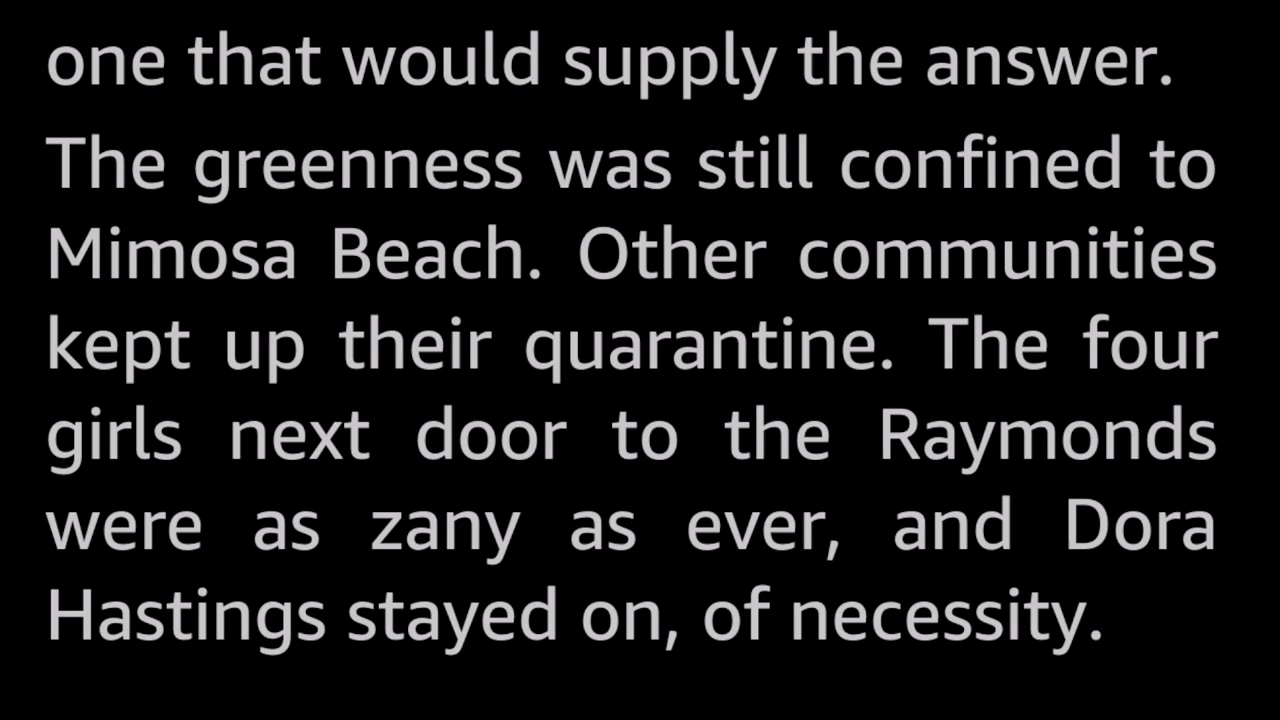 one that would supply the answer.
The greenness was still confined to
Mimosa Beach. Other communities
kept up their quarantine. The four
girls next door to the Raymonds
were as zany as ever, and Dora
Hastings stayed on, of necessity.